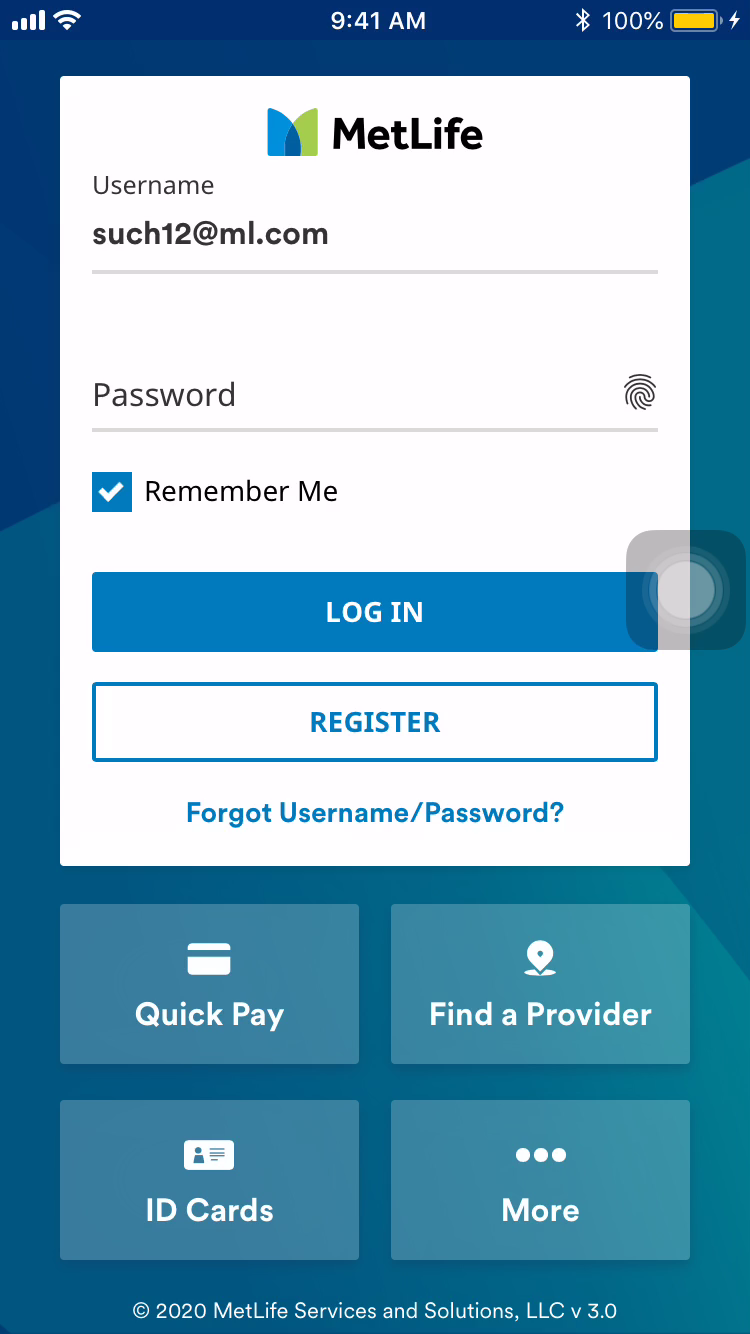 9:41 AM 100%
MetLife
Username
such12@ml.com
Password
Remember Me
LOG IN
REGISTER
Forgot Username/Password?
Quick Pay Find a Provider
ID Cards More
© 2020 MetLife Services and Solutions, LLC v 3.0